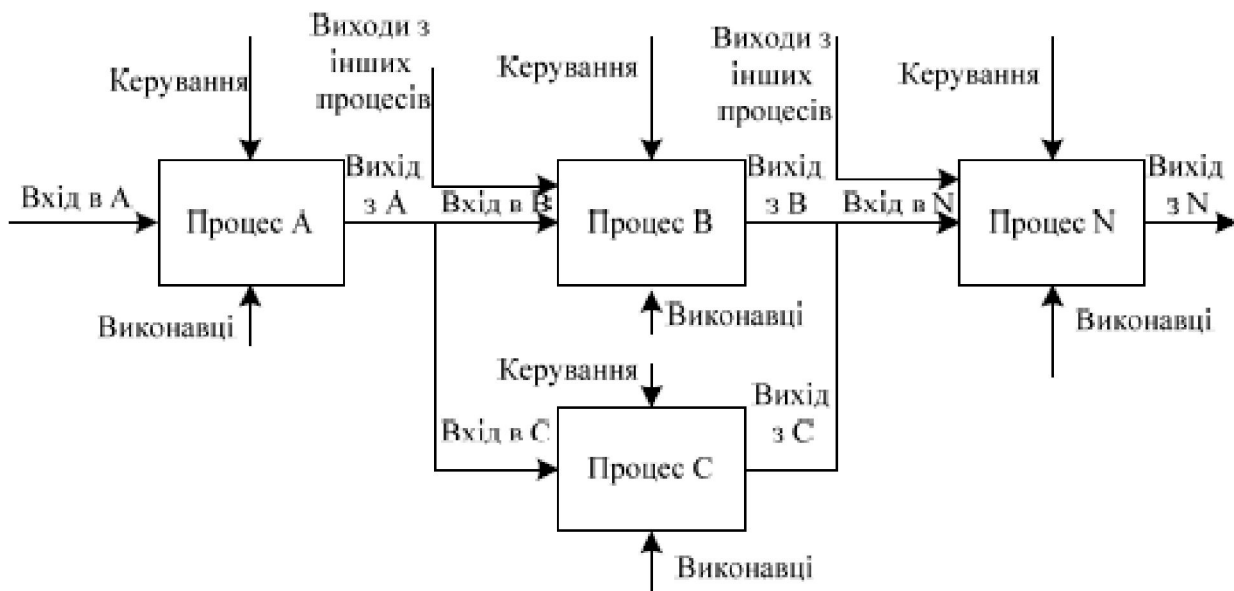 Виходи з
інших
процесів
Виходи з
інших
процесів
Керування
Керування
Керування
Вхід в А
Процес А
Вихід
з А
Вхід в В
Процес В
Вихід
з В
Вхід в N
Процес N
Вихід
з N
Виконавці
Виконавці
Виконавці
Керування
Вхід в С
Процес С
Вихід
з С
Виконавці